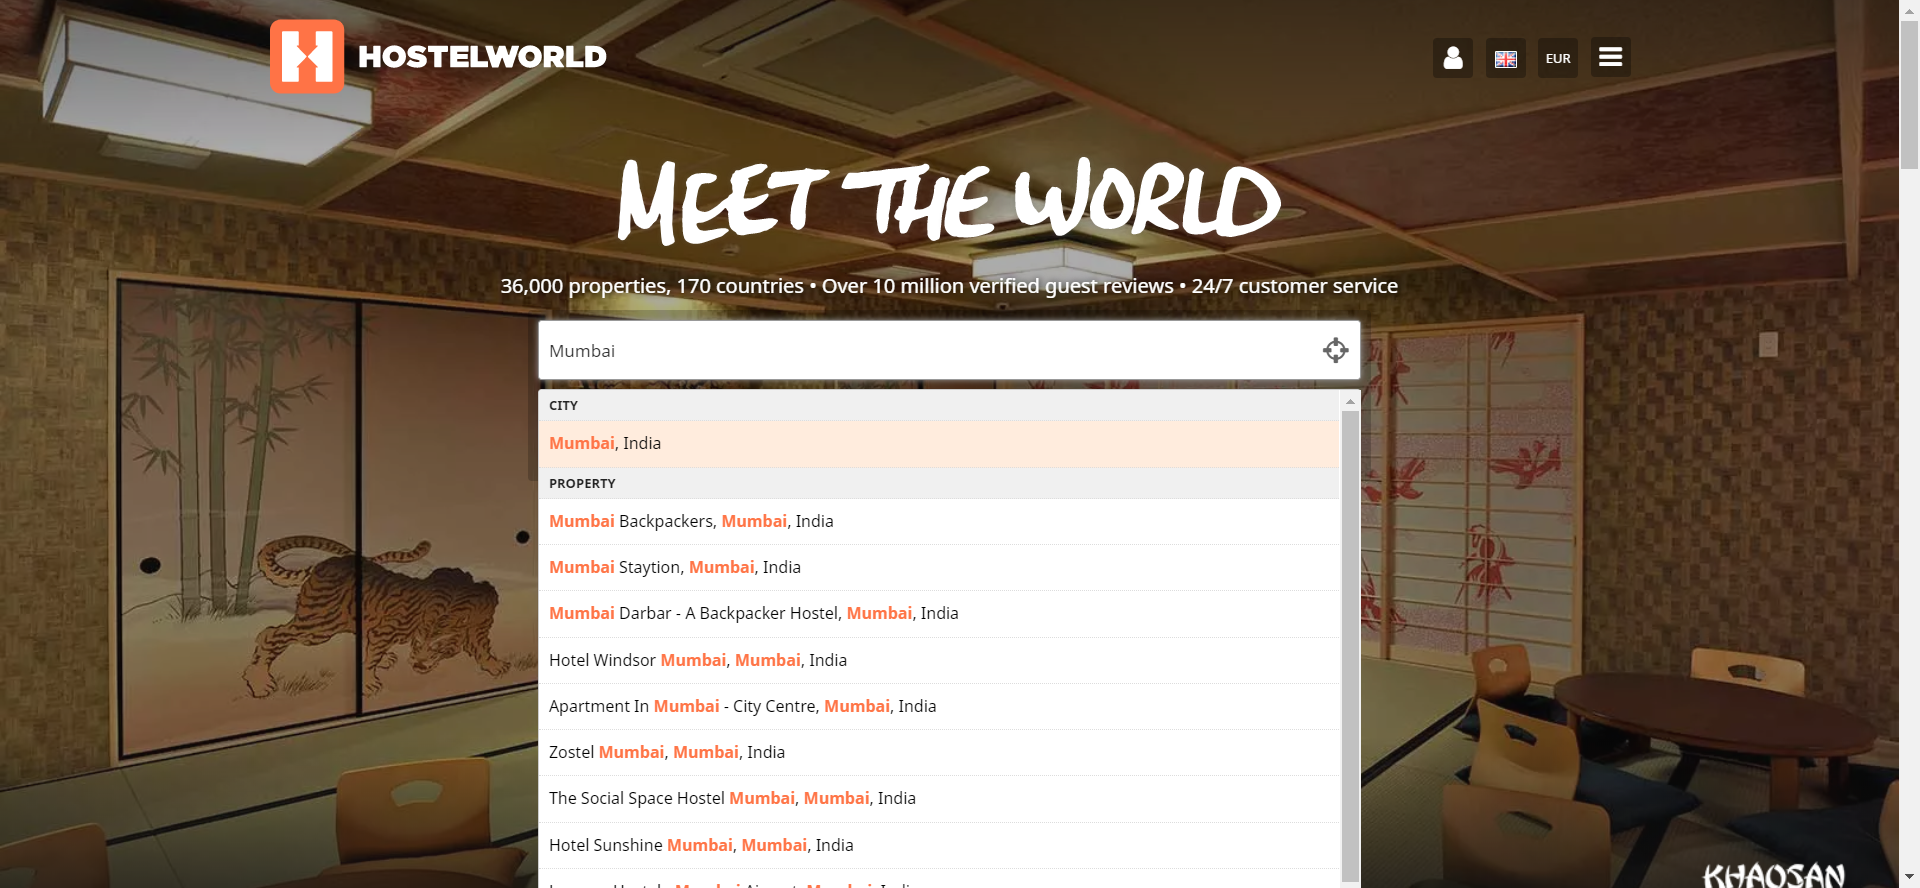 HOSTELWORLD
EUR
MEET THE WORLD
36,000 properties, 170 countries • Over 10 million verified guest reviews • 24/7 customer service
Mumbai
CITY
Mumbai, India
PROPERTY
Mumbai Backpackers, Mumbai, India
Mumbai Staytion, Mumbai, India
Mumbai Darbar - A Backpacker Hostel, Mumbai, India
Hotel Windsor Mumbai, Mumbai, India
Apartment In Mumbai - City Centre, Mumbai, India
Zostel Mumbai, Mumbai, India
The Social Space Hostel Mumbai, Mumbai, India
Hotel Sunshine Mumbai, Mumbai, India
KHAOSAN